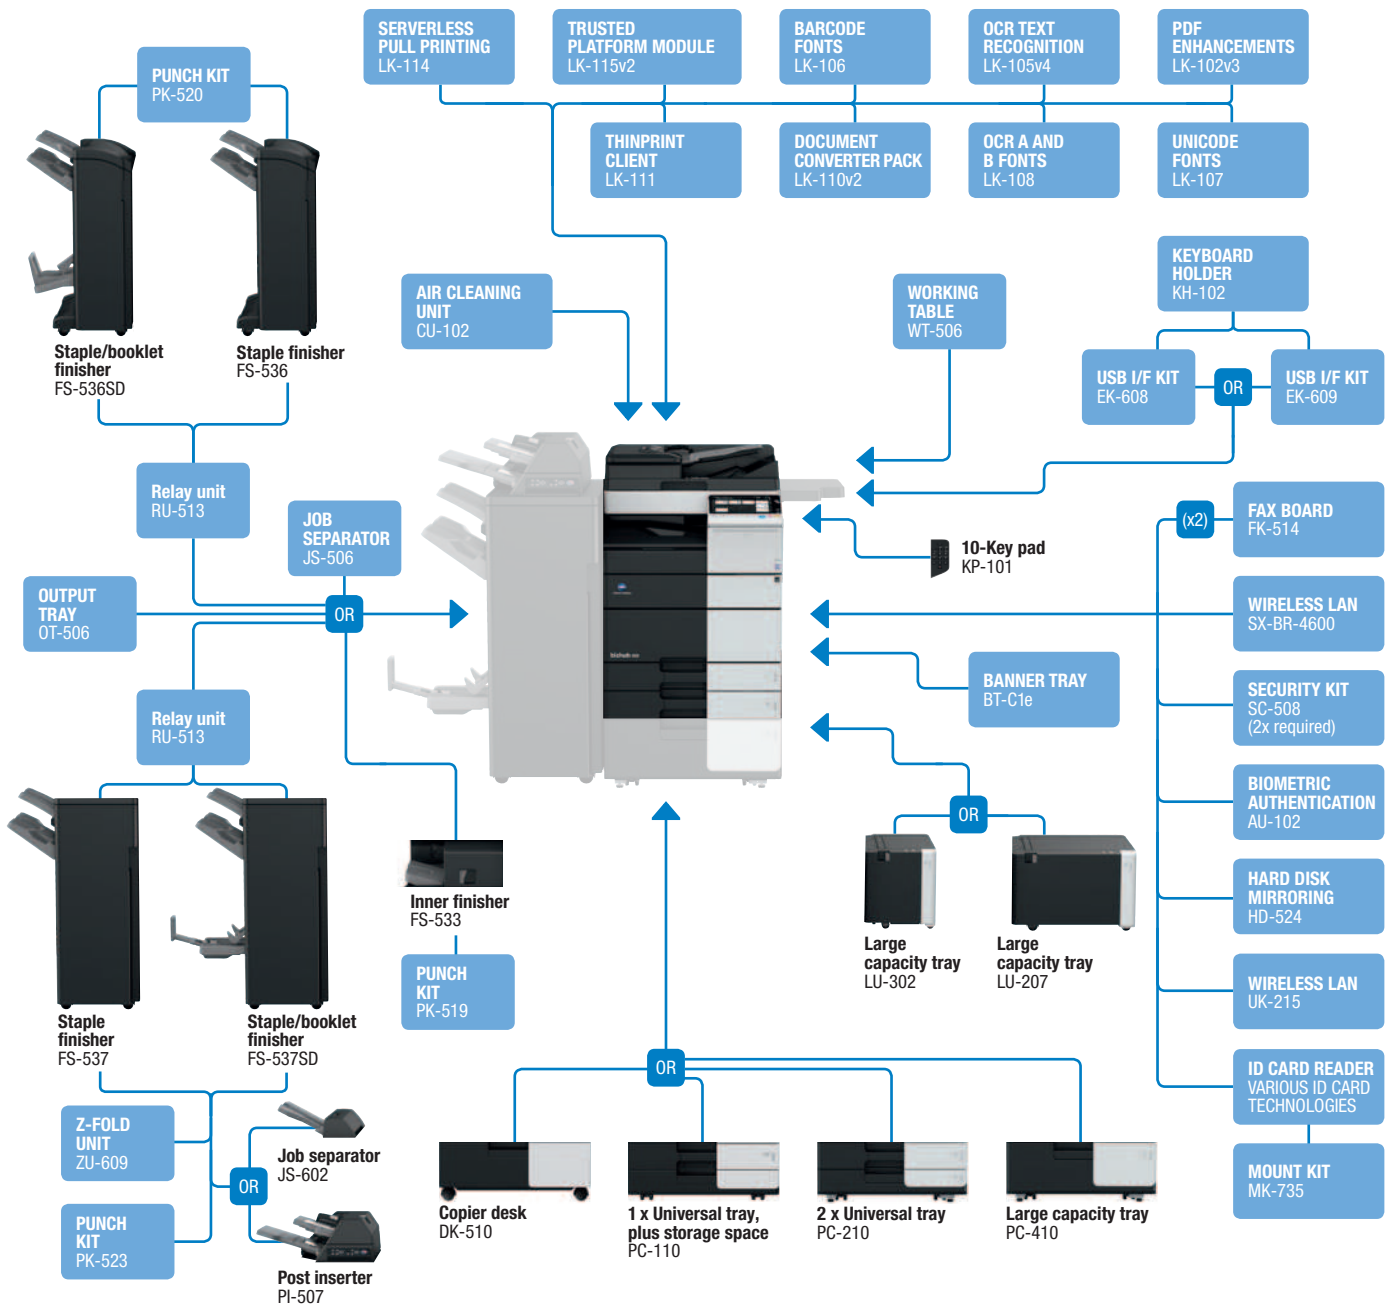 SERVERLESS
PULL PRINTING
LK-114
TRUSTED
PLATFORM MODULE
LK-115v2
BARCODE
FONTS
LK-106
OCR TEXT
RECOGNITION
LK-105v4
PDF
ENHANCEMENTS
LK-102v3
PUNCH KIT
PK-520
THINPRINT
CLIENT
LK-111
DOCUMENT
CONVERTER PACK
LK-110v2
OCR A AND
B FONTS
LK-108
UNICODE
FONTS
LK-107
KEYBOARD
HOLDER
KH-102
AIR CLEANING
UNIT
CU-102
WORKING
TABLE
WT-506
Staple/booklet
finisher
FS-536SD
Staple finisher
FS-536
USB I/F KIT
EK-608
OR
USB I/F KIT
EK-609
Relay unit
RU-513
JOB
SEPARATOR
JS-506
(x2)
FAX BOARD
FK-514
10-Key pad
KP-101
OUTPUT
TRAY
OT-506
OR
WIRELESS LAN
SX-BR-4600
bizhub
BANNER TRAY
BT-C1e
SECURITY KIT
SC-508
(2x required)
Relay unit
RU-513
BIOMETRIC
AUTHENTICATION
AU-102
OR
HARD DISK
MIRRORING
HD-524
Inner finisher
FS-533
Large
capacity tray
LU-302
Large
capacity tray
LU-207
PUNCH
KIT
PK-519
WIRELESS LAN
UK-215
Staple
finisher
FS-537
Staple/booklet
finisher
FS-537SD
OR
ID CARD READER
VARIOUS ID CARD
TECHNOLOGIES
Z-FOLD
UNIT
ZU-609
Job separator
JS-602
OR
MOUNT KIT
MK-735
PUNCH
KIT
PK-523
Copier desk
DK-510
1 x Universal tray,
plus storage space
PC-110
2 x Universal tray
PC-210
Large capacity tray
PC-410
Post inserter
PI-507